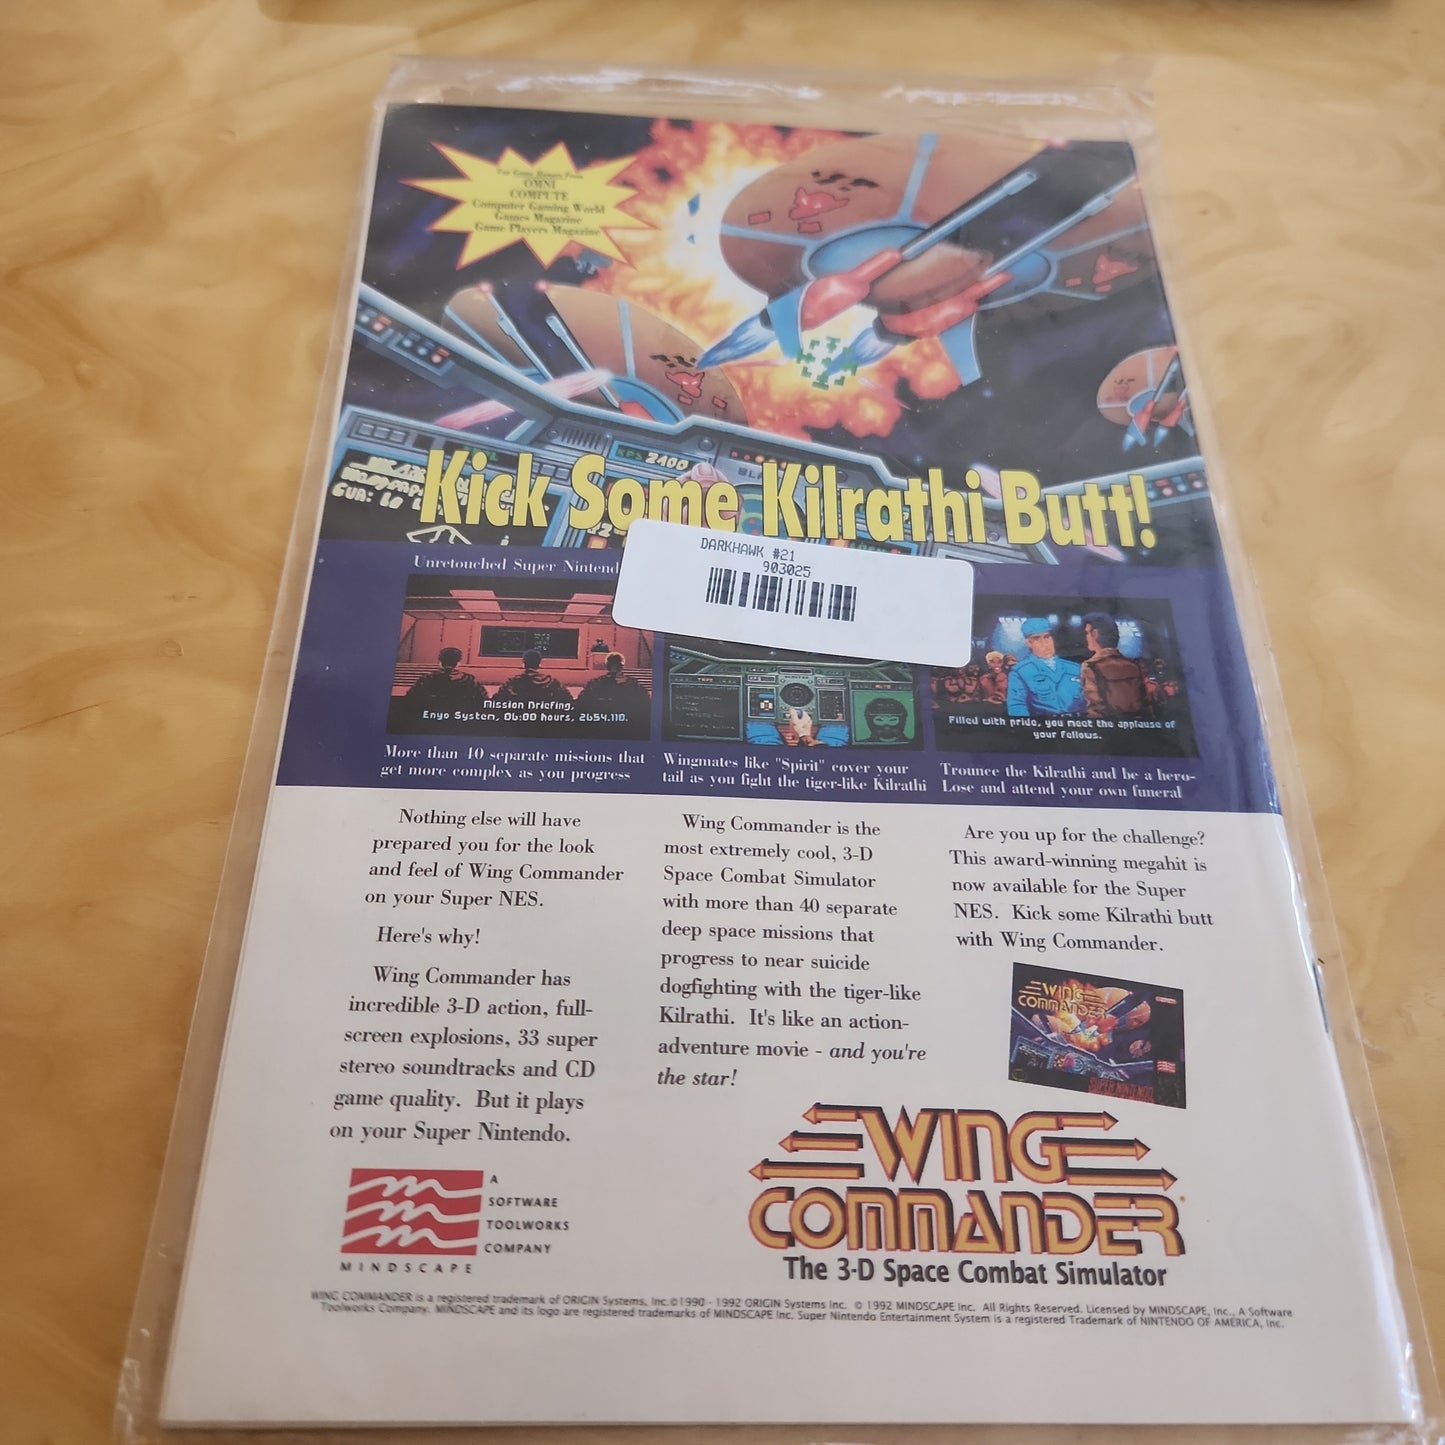 Top Game Honors From
OMNI
COMPUTE
Computer Gaming World
Games Magazine
Game Players Magazine
KPS 2400
Kick Some Kilrathi Butt!
DARKHAWK #21
903025
Unretouched Super Nintend
Mission Briefing,
Enyo System, 06:00 hours, 2654.110.
Filled with pride, you meet the applause of
your fellows.
More than 40 separate missions that
get more complex as you progress
Wingmates like "Spirit" cover your
tail as you fight the tiger-like Kilrathi
Trounce the Kilrathi and be a hero-
Lose and attend your own funeral
Nothing else will have
prepared you for the look
and feel of Wing Commander
on your Super NES.
Here's why!
Wing Commander has
incredible 3-D action, full-
screen explosions, 33 super
stereo soundtracks and CD
game quality. But it plays
on your Super Nintendo.
Wing Commander is the
most extremely cool, 3-D
Space Combat Simulator
with more than 40 separate
deep space missions that
progress to near suicide
dogfighting with the tiger-like
Kilrathi. It's like an action-
adventure movie - and you're
the star!
Are you up for the challenge?
This award-winning megahit is
now available for the Super
NES. Kick some Kilrathi butt
with Wing Commander.
WING
COMMANDER
SUPER NINTENDO
A
SOFTWARE
TOOLWORKS
COMPANY
MINDSCAPE
WING
COMMANDER
The 3-D Space Combat Simulator
WING COMMANDER is a registered trademark of ORIGIN Systems, Inc.©1990 - 1992 ORIGIN Systems Inc. © 1992 MINDSCAPE Inc. All Rights Reserved. Licensed by MINDSCAPE, Inc., A Software
Toolworks Company. MINDSCAPE and its logo are registered trademarks of MINDSCAPE Inc. Super Nintendo Entertainment System is a registered Trademark of NINTENDO OF AMERICA, Inc.